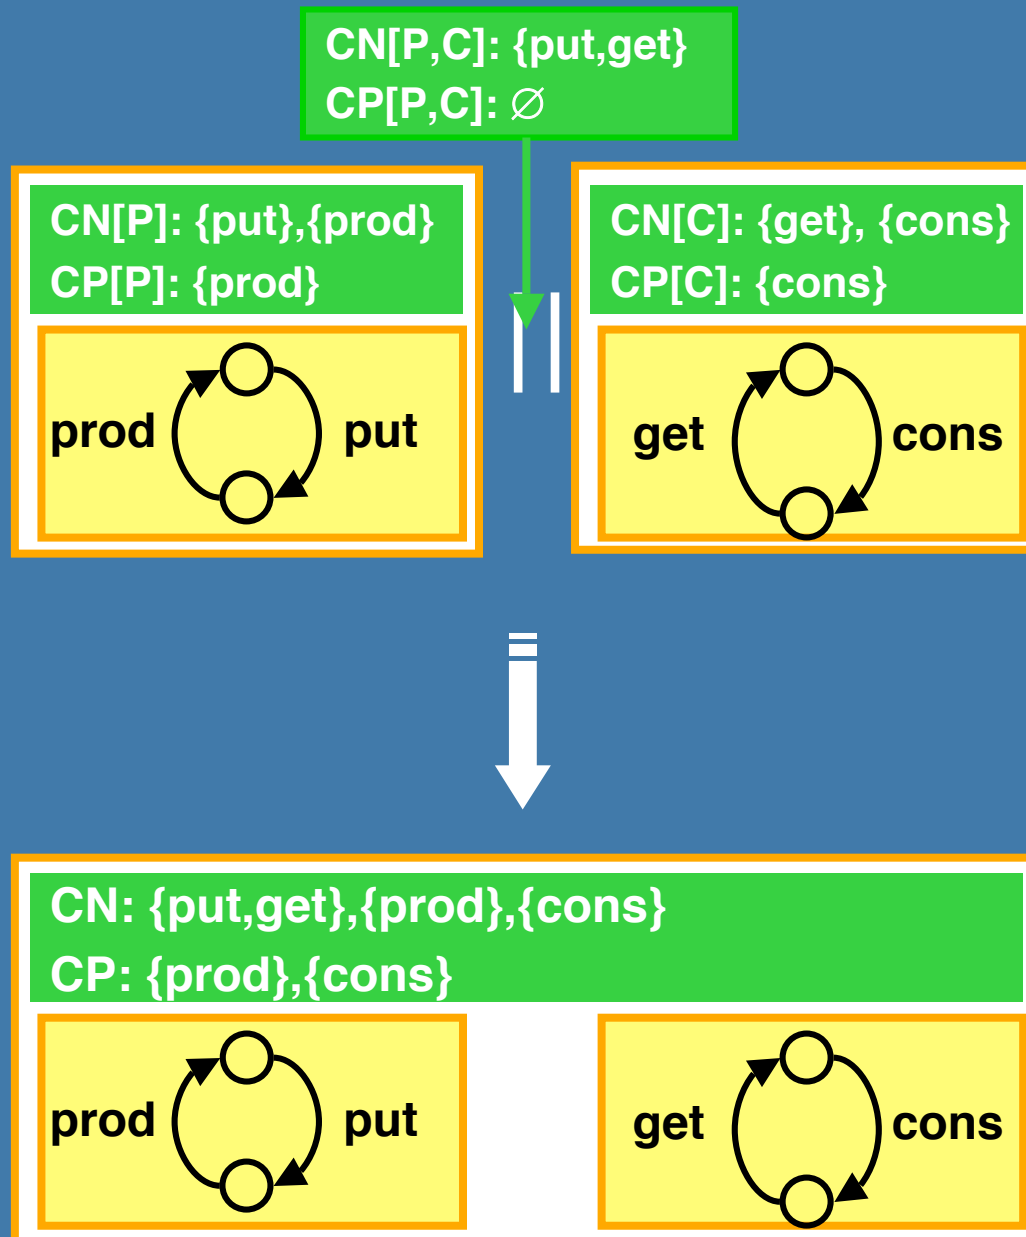 CN[P,C]: {put,get}
CP[P,C]: ∅
CN[P]: {put},{prod}
CP[P]: {prod}
CN[C]: {get}, {cons}
CP[C]: {cons}
prod put
get cons
CN: {put,get},{prod},{cons}
CP: {prod},{cons}
prod put
get cons